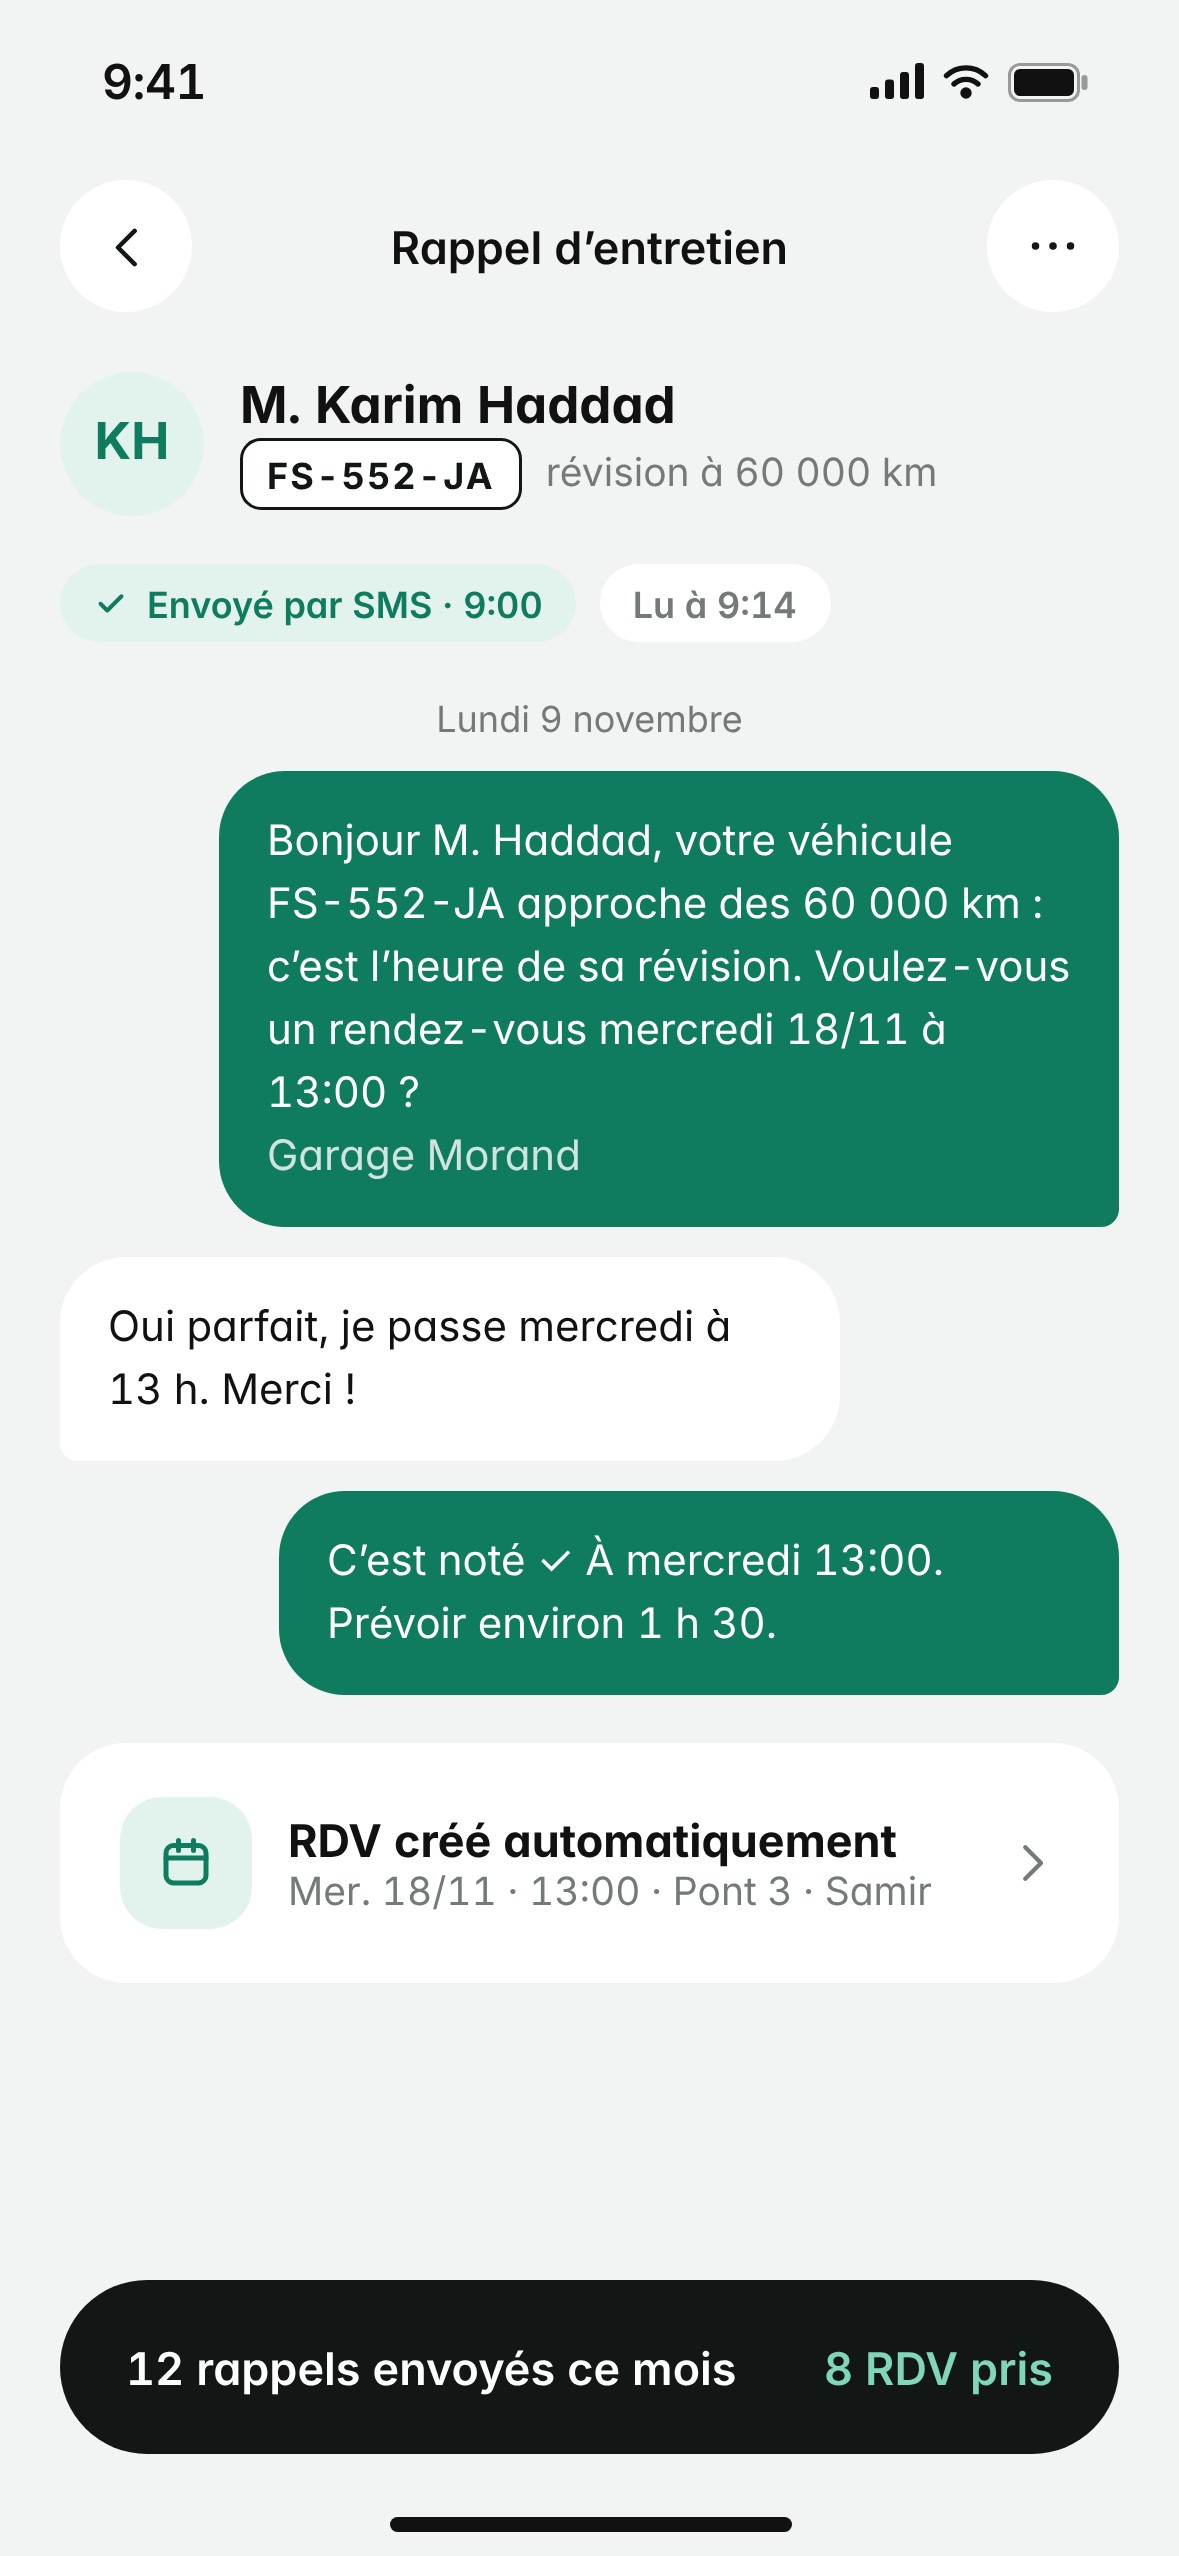 9:41
Rappel d’entretien
KH
M. Karim Haddad
FS-552-JA révision à 60 000 km
✓ Envoyé par SMS · 9:00 Lu à 9:14
Lundi 9 novembre
Bonjour M. Haddad, votre véhicule
FS-552-JA approche des 60 000 km :
c’est l’heure de sa révision. Voulez-vous
un rendez-vous mercredi 18/11 à
13:00 ?
Garage Morand
Oui parfait, je passe mercredi à
13 h. Merci !
C’est noté ✓ À mercredi 13:00.
Prévoir environ 1 h 30.
RDV créé automatiquement
Mer. 18/11 · 13:00 · Pont 3 · Samir
12 rappels envoyés ce mois 8 RDV pris